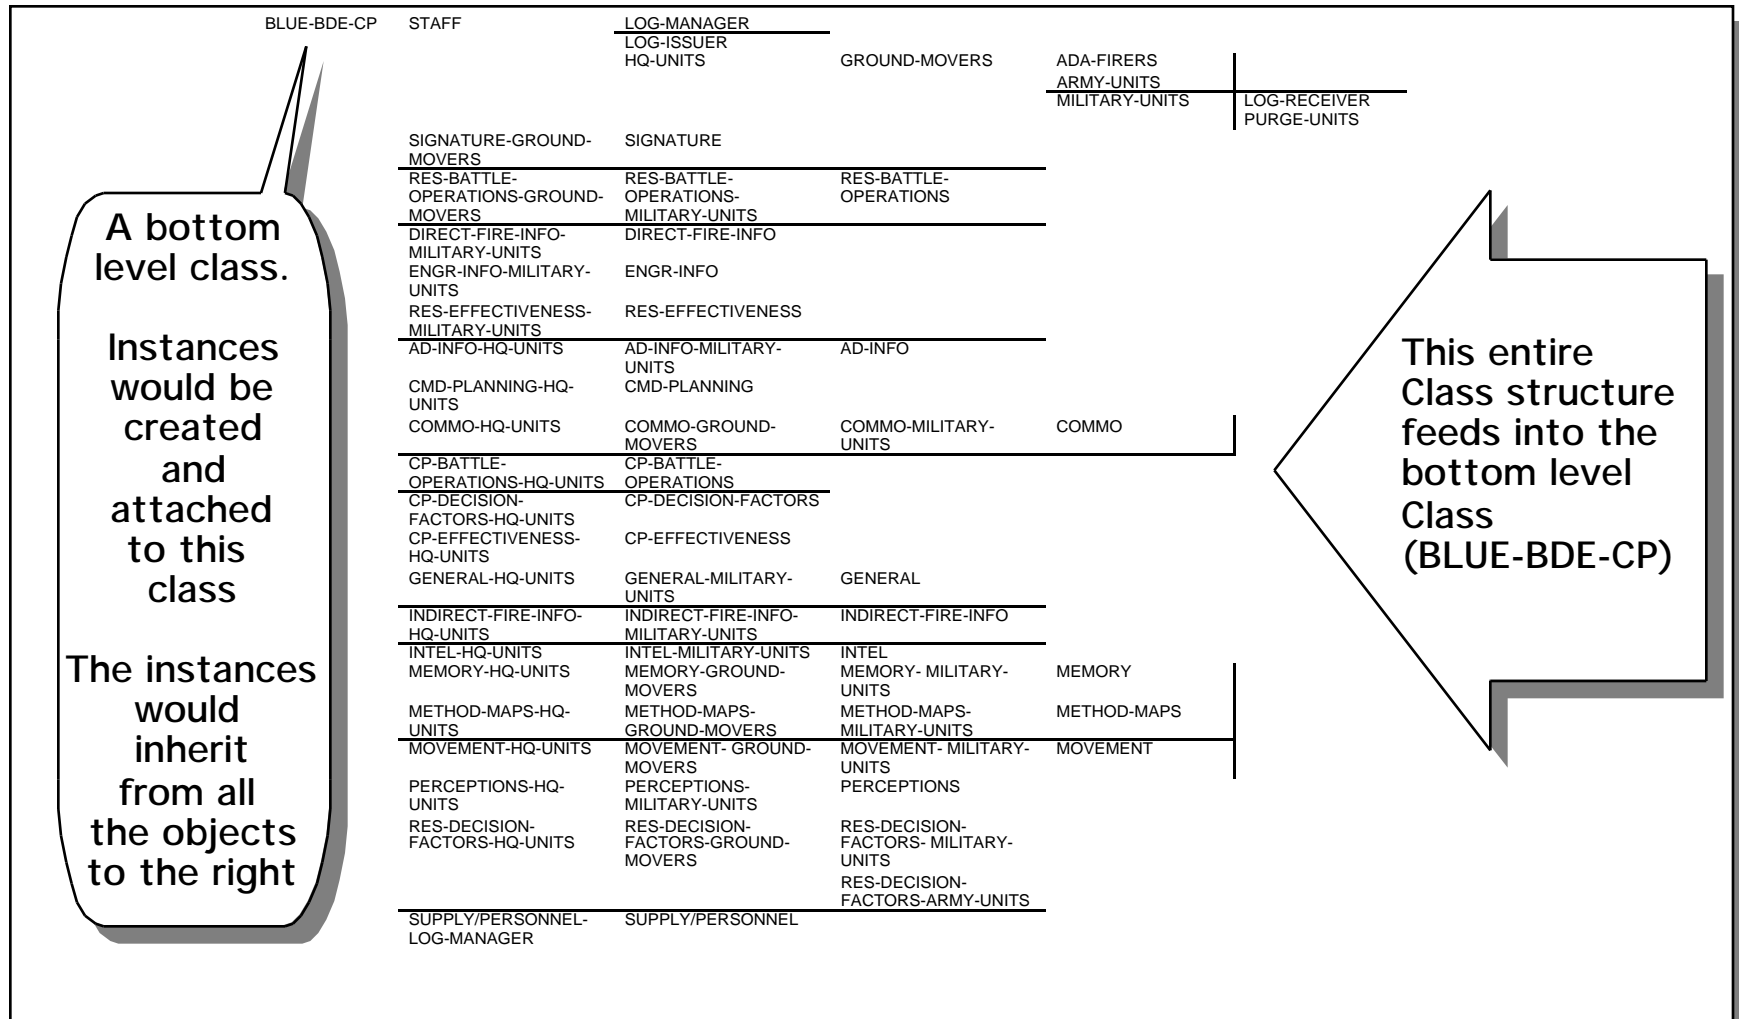 BLUE-BDE-CP STAFF LOG-MANAGER
LOG-ISSUER
HQ-UNITS GROUND-MOVERS ADA-FIRERS
ARMY-UNITS
MILITARY-UNITS LOG-RECEIVER
PURGE-UNITS
SIGNATURE-GROUND- SIGNATURE
MOVERS
RES-BATTLE- RES-BATTLE- RES-BATTLE-
OPERATIONS-GROUND- OPERATIONS- OPERATIONS
MOVERS MILITARY-UNITS
DIRECT-FIRE-INFO- DIRECT-FIRE-INFO
MILITARY-UNITS
ENGR-INFO-MILITARY- ENGR-INFO
UNITS
RES-EFFECTIVENESS- RES-EFFECTIVENESS
MILITARY-UNITS
AD-INFO-HQ-UNITS AD-INFO-MILITARY- AD-INFO
UNITS
CMD-PLANNING-HQ- CMD-PLANNING
UNITS
COMMO-HQ-UNITS COMMO-GROUND- COMMO-MILITARY- COMMO
MOVERS UNITS
CP-BATTLE- CP-BATTLE-
OPERATIONS-HQ-UNITS OPERATIONS
CP-DECISION- CP-DECISION-FACTORS
FACTORS-HQ-UNITS
CP-EFFECTIVENESS- CP-EFFECTIVENESS
HQ-UNITS
GENERAL-HQ-UNITS GENERAL-MILITARY- GENERAL
UNITS
INDIRECT-FIRE-INFO- INDIRECT-FIRE-INFO- INDIRECT-FIRE-INFO
HQ-UNITS MILITARY-UNITS
INTEL-HQ-UNITS INTEL-MILITARY-UNITS INTEL
MEMORY-HQ-UNITS MEMORY-GROUND- MEMORY- MILITARY- MEMORY
MOVERS UNITS
METHOD-MAPS-HQ- METHOD-MAPS- METHOD-MAPS- METHOD-MAPS
UNITS GROUND-MOVERS MILITARY-UNITS
MOVEMENT-HQ-UNITS MOVEMENT- GROUND- MOVEMENT- MILITARY- MOVEMENT
MOVERS UNITS
PERCEPTIONS-HQ- PERCEPTIONS- PERCEPTIONS
UNITS MILITARY-UNITS
RES-DECISION- RES-DECISION- RES-DECISION-
FACTORS-HQ-UNITS FACTORS-GROUND- FACTORS- MILITARY-
MOVERS UNITS
RES-DECISION-
FACTORS-ARMY-UNITS
SUPPLY/PERSONNEL- SUPPLY/PERSONNEL
LOG-MANAGER
A bottom
level class.
Instances
would be
created
and
attached
to this
class
The instances
would
inherit
from all
the objects
to the right
This entire
Class structure
feeds into the
bottom level
Class
(BLUE-BDE-CP)